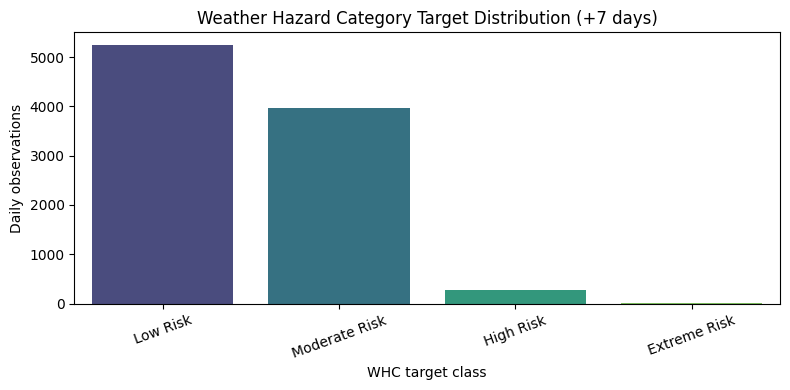 Weather Hazard Category Target Distribution (+7 days)
Daily observations
5000
4000
3000
2000
1000
0
Low Risk
Moderate Risk
High Risk
Extreme Risk
WHC target class